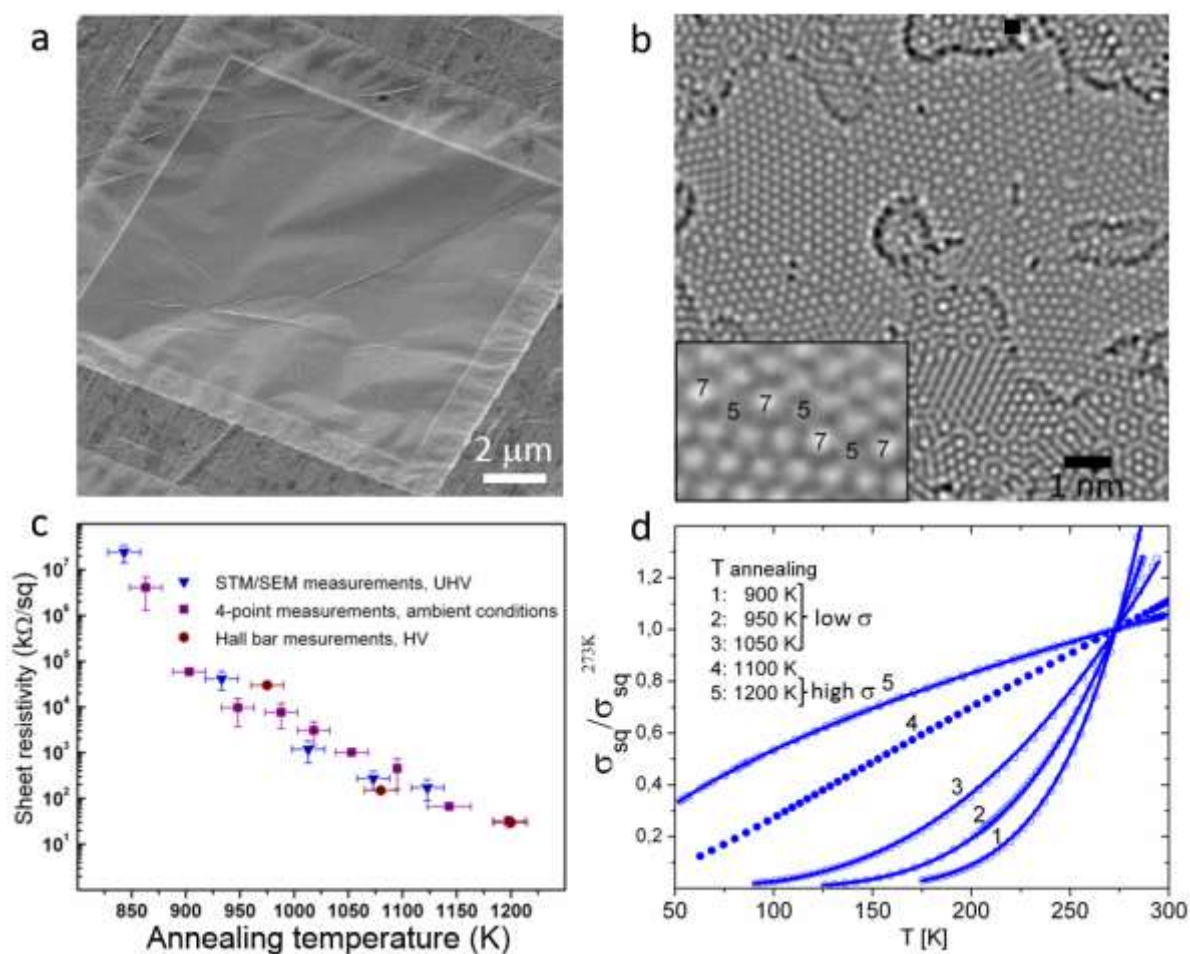 a
2 μm
b
7
5
7
5
7
5
7
1 nm
c
Sheet resistivity (kΩ/sq)
10⁷
10⁶
10⁵
10⁴
10³
10²
10¹
STM/SEM measurements, UHV
4-point measurements, ambient conditions
Hall bar mesurements, HV
850 900 950 1000 1050 1100 1150 1200
Annealing temperature (K)
d
σsq/σsq²⁷³ᴷ
1.2
1.0
0.8
0.6
0.4
0.2
T annealing
1: 900 K
2: 950 K
low σ
3: 1050 K
4: 1100 K
5: 1200 K high σ
5
4
3
2
1
50 100 150 200 250 300
T [K]